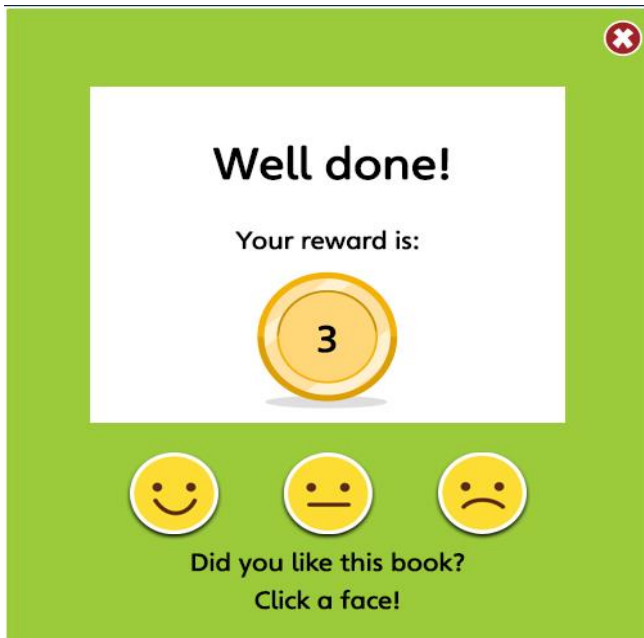 Well done!
Your reward is:
3
Did you like this book?
Click a face!